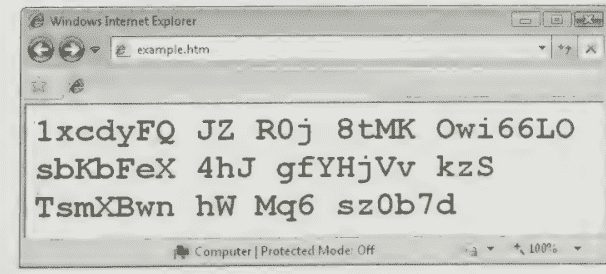 Windows Internet Explorer
example.htm
1xcdyFQ JZ R0j 8tMK Owi66LO
sbKbFeX 4hJ gfYHjVv kzS
TsmXBwn hW Mq6 sz0b7d
Computer | Protected Mode: Off
100%